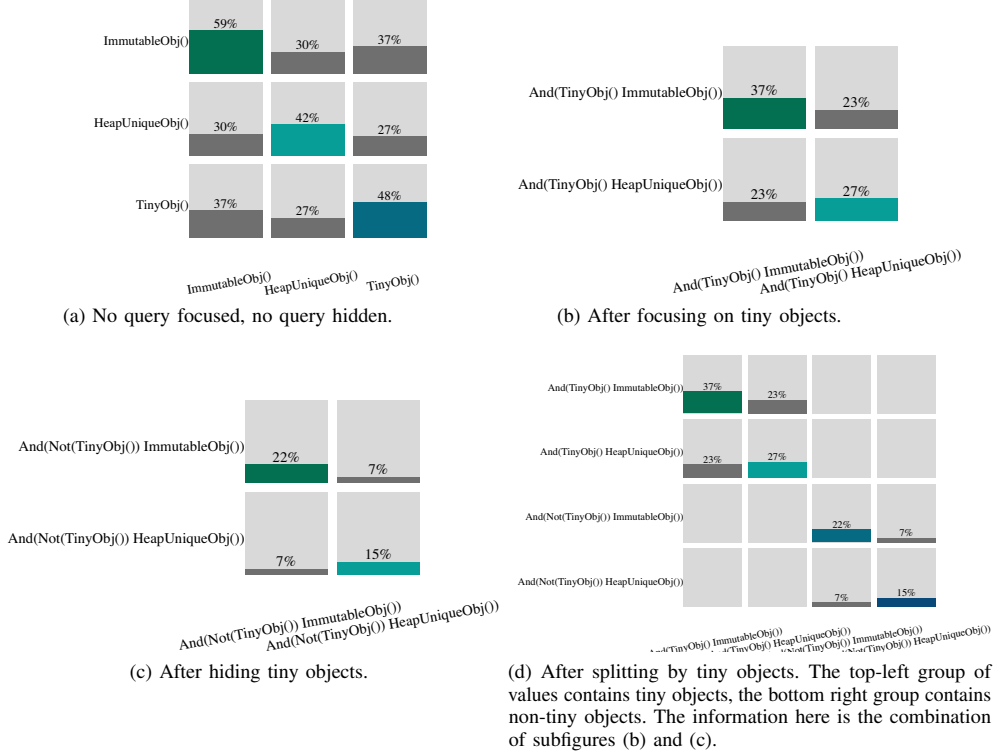 59%
ImmutableObj()
30%
37%
42%
HeapUniqueObj()
30%
27%
48%
TinyObj()
37%
27%
ImmutableObj()
HeapUniqueObj()
TinyObj()
(a) No query focused, no query hidden.
And(TinyObj() ImmutableObj())
37%
23%
And(TinyObj() HeapUniqueObj())
23%
27%
And(TinyObj() ImmutableObj())
And(TinyObj() HeapUniqueObj())
(b) After focusing on tiny objects.
And(Not(TinyObj()) ImmutableObj())
22%
7%
And(Not(TinyObj()) HeapUniqueObj())
7%
15%
And(Not(TinyObj()) ImmutableObj())
And(Not(TinyObj()) HeapUniqueObj())
(c) After hiding tiny objects.
And(TinyObj() ImmutableObj())
37%
23%
And(TinyObj() HeapUniqueObj())
23%
27%
And(Not(TinyObj()) ImmutableObj())
22%
7%
And(Not(TinyObj()) HeapUniqueObj())
7%
15%
And(TinyObj() ImmutableObj())
HeapUniqueObj())
ImmutableObj())
HeapUniqueObj())
(d) After splitting by tiny objects. The top-left group of
values contains tiny objects, the bottom right group contains
non-tiny objects. The information here is the combination
of subfigures (b) and (c).